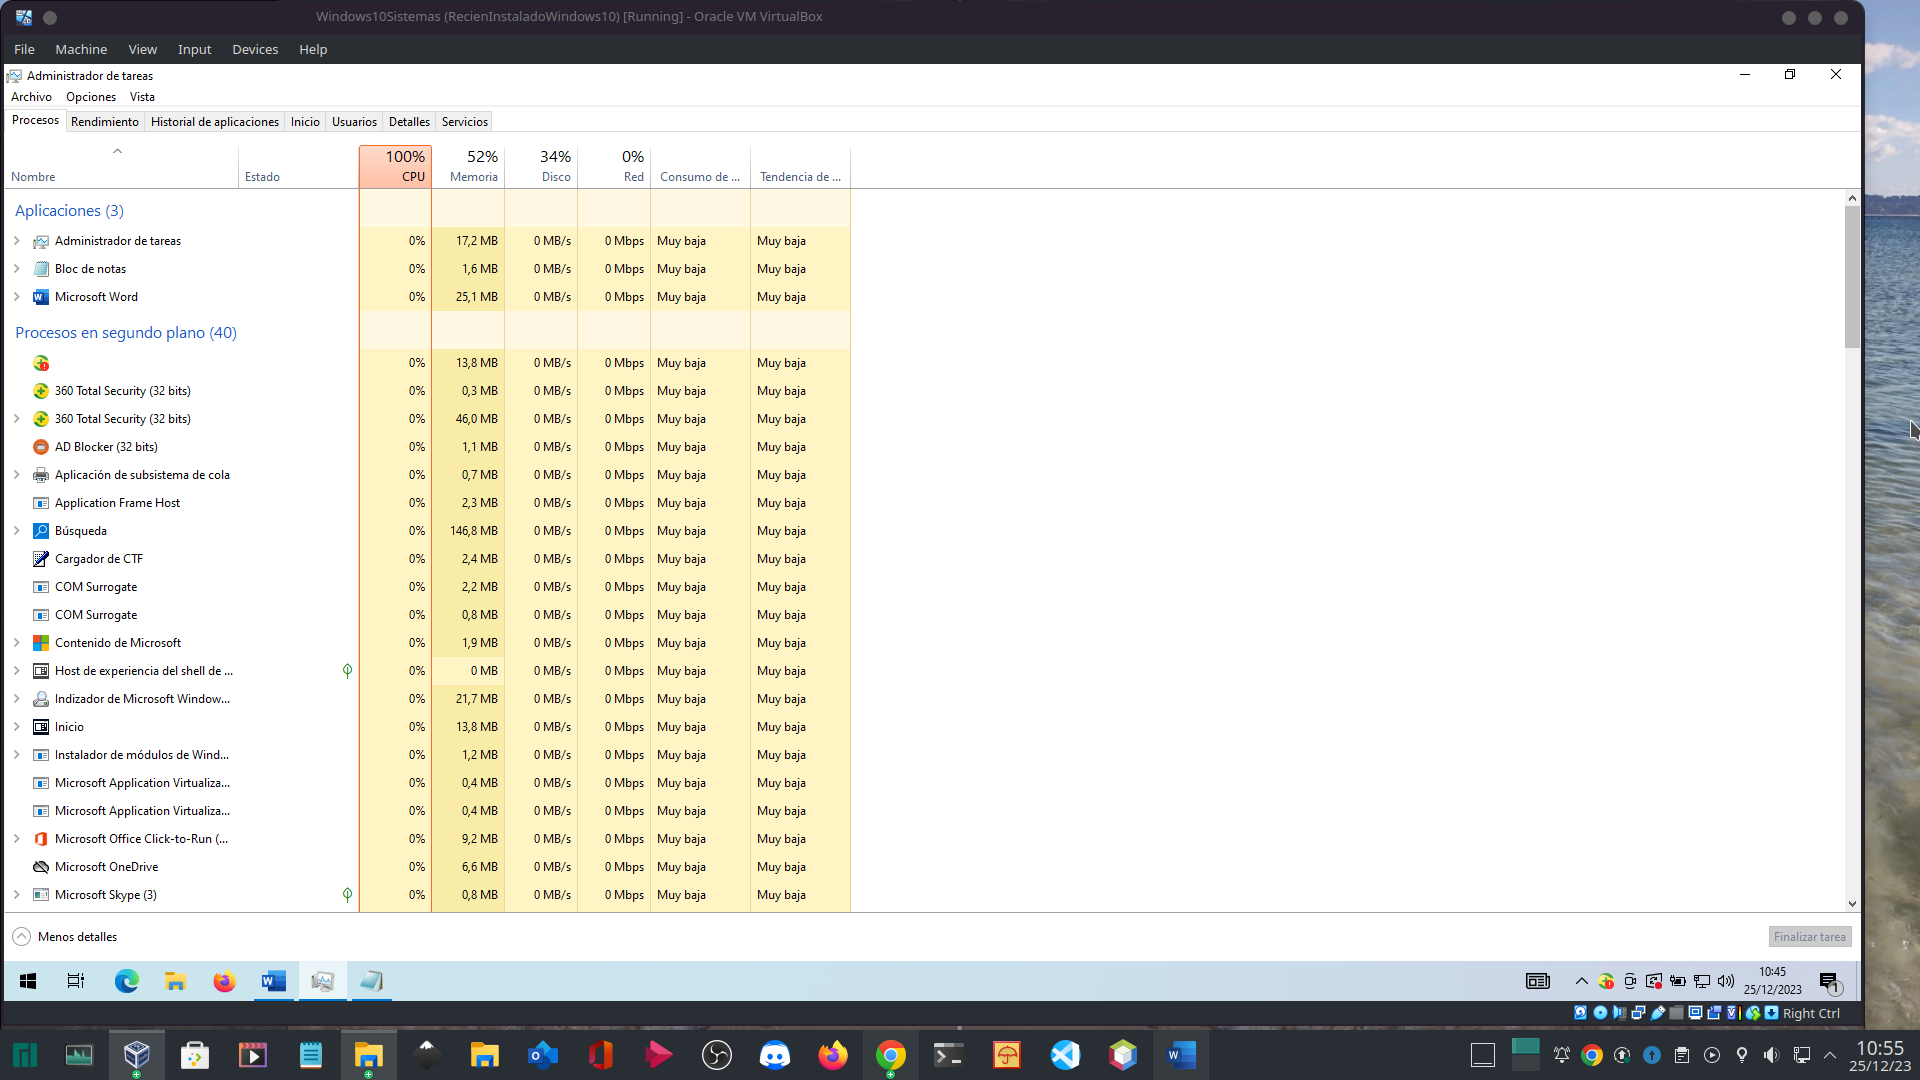 Windows10Sistemas (RecienInstaladoWindows10) [Running] - Oracle VM VirtualBox
File Machine View Input Devices Help
Administrador de tareas
Archivo Opciones Vista
Procesos Rendimiento Historial de aplicaciones Inicio Usuarios Detalles Servicios
100% 52% 34% 0%
Nombre Estado CPU Memoria Disco Red Consumo de ... Tendencia de ...
Aplicaciones (3)
Administrador de tareas 0% 17,2 MB 0 MB/s 0 Mbps Muy baja Muy baja
Bloc de notas 0% 1,6 MB 0 MB/s 0 Mbps Muy baja Muy baja
Microsoft Word 0% 25,1 MB 0 MB/s 0 Mbps Muy baja Muy baja
Procesos en segundo plano (40)
0% 13,8 MB 0 MB/s 0 Mbps Muy baja Muy baja
360 Total Security (32 bits) 0% 0,3 MB 0 MB/s 0 Mbps Muy baja Muy baja
360 Total Security (32 bits) 0% 46,0 MB 0 MB/s 0 Mbps Muy baja Muy baja
AD Blocker (32 bits) 0% 1,1 MB 0 MB/s 0 Mbps Muy baja Muy baja
Aplicación de subsistema de cola 0% 0,7 MB 0 MB/s 0 Mbps Muy baja Muy baja
Application Frame Host 0% 2,3 MB 0 MB/s 0 Mbps Muy baja Muy baja
Búsqueda 0% 146,8 MB 0 MB/s 0 Mbps Muy baja Muy baja
Cargador de CTF 0% 2,4 MB 0 MB/s 0 Mbps Muy baja Muy baja
COM Surrogate 0% 2,2 MB 0 MB/s 0 Mbps Muy baja Muy baja
COM Surrogate 0% 0,8 MB 0 MB/s 0 Mbps Muy baja Muy baja
Contenido de Microsoft 0% 1,9 MB 0 MB/s 0 Mbps Muy baja Muy baja
Host de experiencia del shell de ... 0% 0 MB 0 MB/s 0 Mbps Muy baja Muy baja
Indizador de Microsoft Window... 0% 21,7 MB 0 MB/s 0 Mbps Muy baja Muy baja
Inicio 0% 13,8 MB 0 MB/s 0 Mbps Muy baja Muy baja
Instalador de módulos de Wind... 0% 1,2 MB 0 MB/s 0 Mbps Muy baja Muy baja
Microsoft Application Virtualiza... 0% 0,4 MB 0 MB/s 0 Mbps Muy baja Muy baja
Microsoft Application Virtualiza... 0% 0,4 MB 0 MB/s 0 Mbps Muy baja Muy baja
Microsoft Office Click-to-Run (... 0% 9,2 MB 0 MB/s 0 Mbps Muy baja Muy baja
Microsoft OneDrive 0% 6,6 MB 0 MB/s 0 Mbps Muy baja Muy baja
Microsoft Skype (3) 0% 0,8 MB 0 MB/s 0 Mbps Muy baja Muy baja
Menos detalles Finalizar tarea
10:45
25/12/2023
1
Right Ctrl
10:55
25/12/23